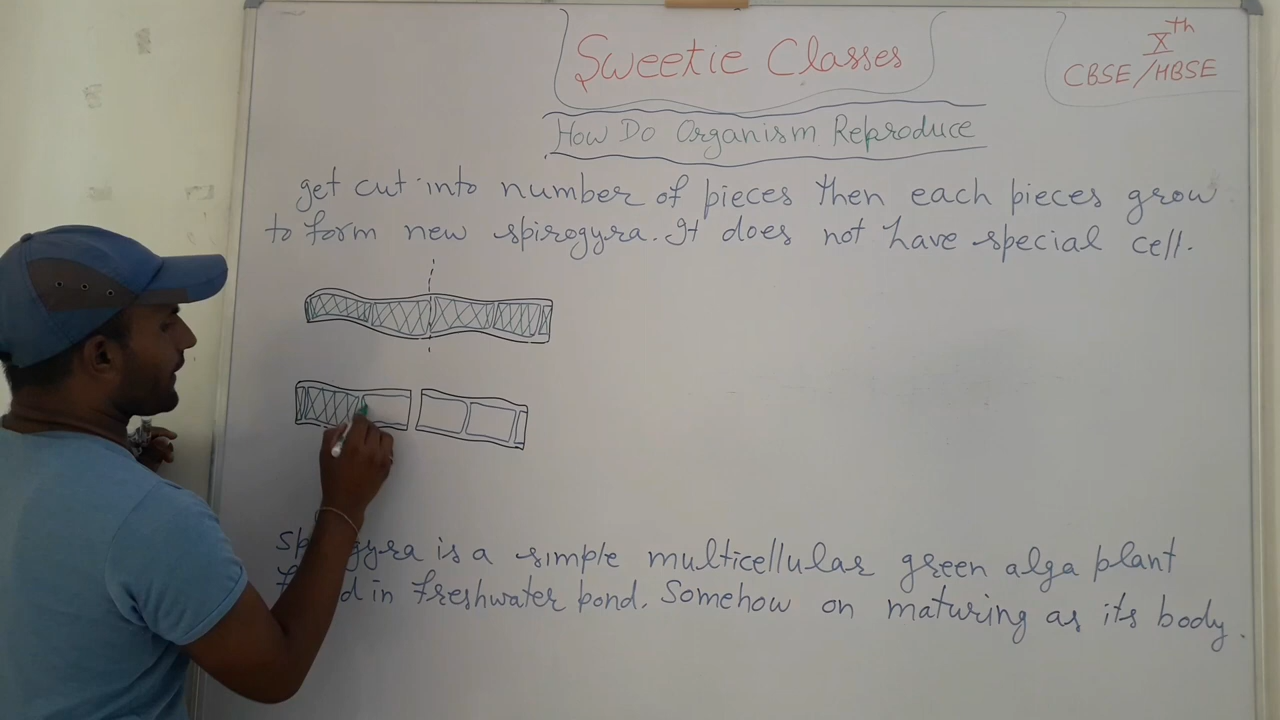 Sweetie Classes
Xth
CBSE/HBSE
How Do Organism Reproduce
get cut into number of pieces then each pieces grow
to form new spirogyra. It does not have special cell.
is a simple multicellular green alga plant
in freshwater pond. Somehow on maturing as its body.